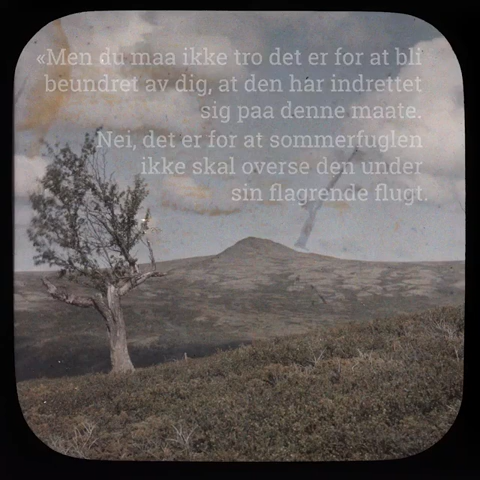 «Men du maa ikke tro det er for at bli
beundret av dig, at den har indrettet
sig paa denne maate.
Nei, det er for at sommerfuglen
ikke skal overse den under
sin flagrende flugt.